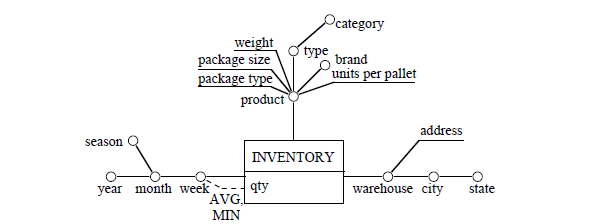 category
weight
type
package size
brand
package type
units per pallet
product
address
season
INVENTORY
year
month
week
qty
warehouse
city
state
AVG,
MIN